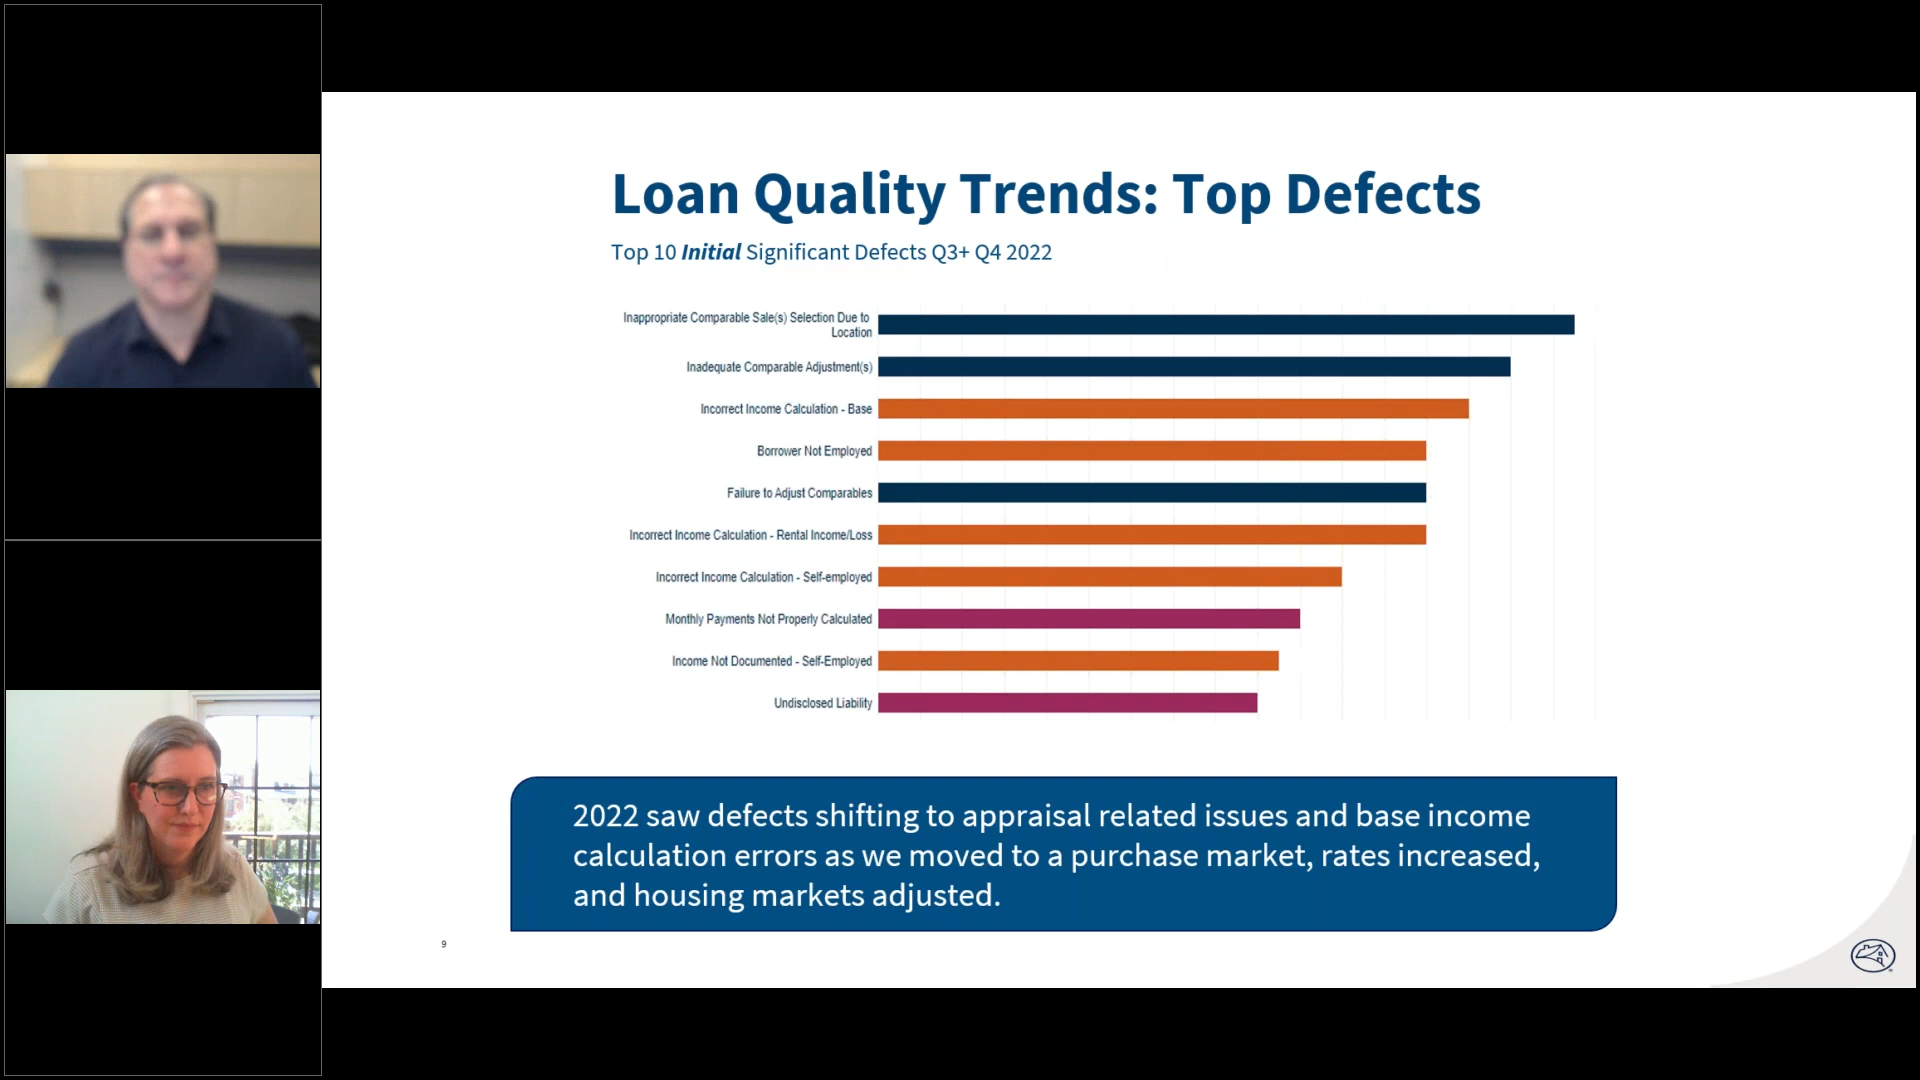 Loan Quality Trends: Top Defects
Top 10 Initial Significant Defects Q3+ Q4 2022
Inappropriate Comparable Sale(s) Selection Due to
Location
Inadequate Comparable Adjustment(s)
Incorrect Income Calculation - Base
Borrower Not Employed
Failure to Adjust Comparables
Incorrect Income Calculation - Rental Income/Loss
Incorrect Income Calculation - Self-employed
Monthly Payments Not Properly Calculated
Income Not Documented - Self-Employed
Undisclosed Liability
2022 saw defects shifting to appraisal related issues and base income
calculation errors as we moved to a purchase market, rates increased,
and housing markets adjusted.
9